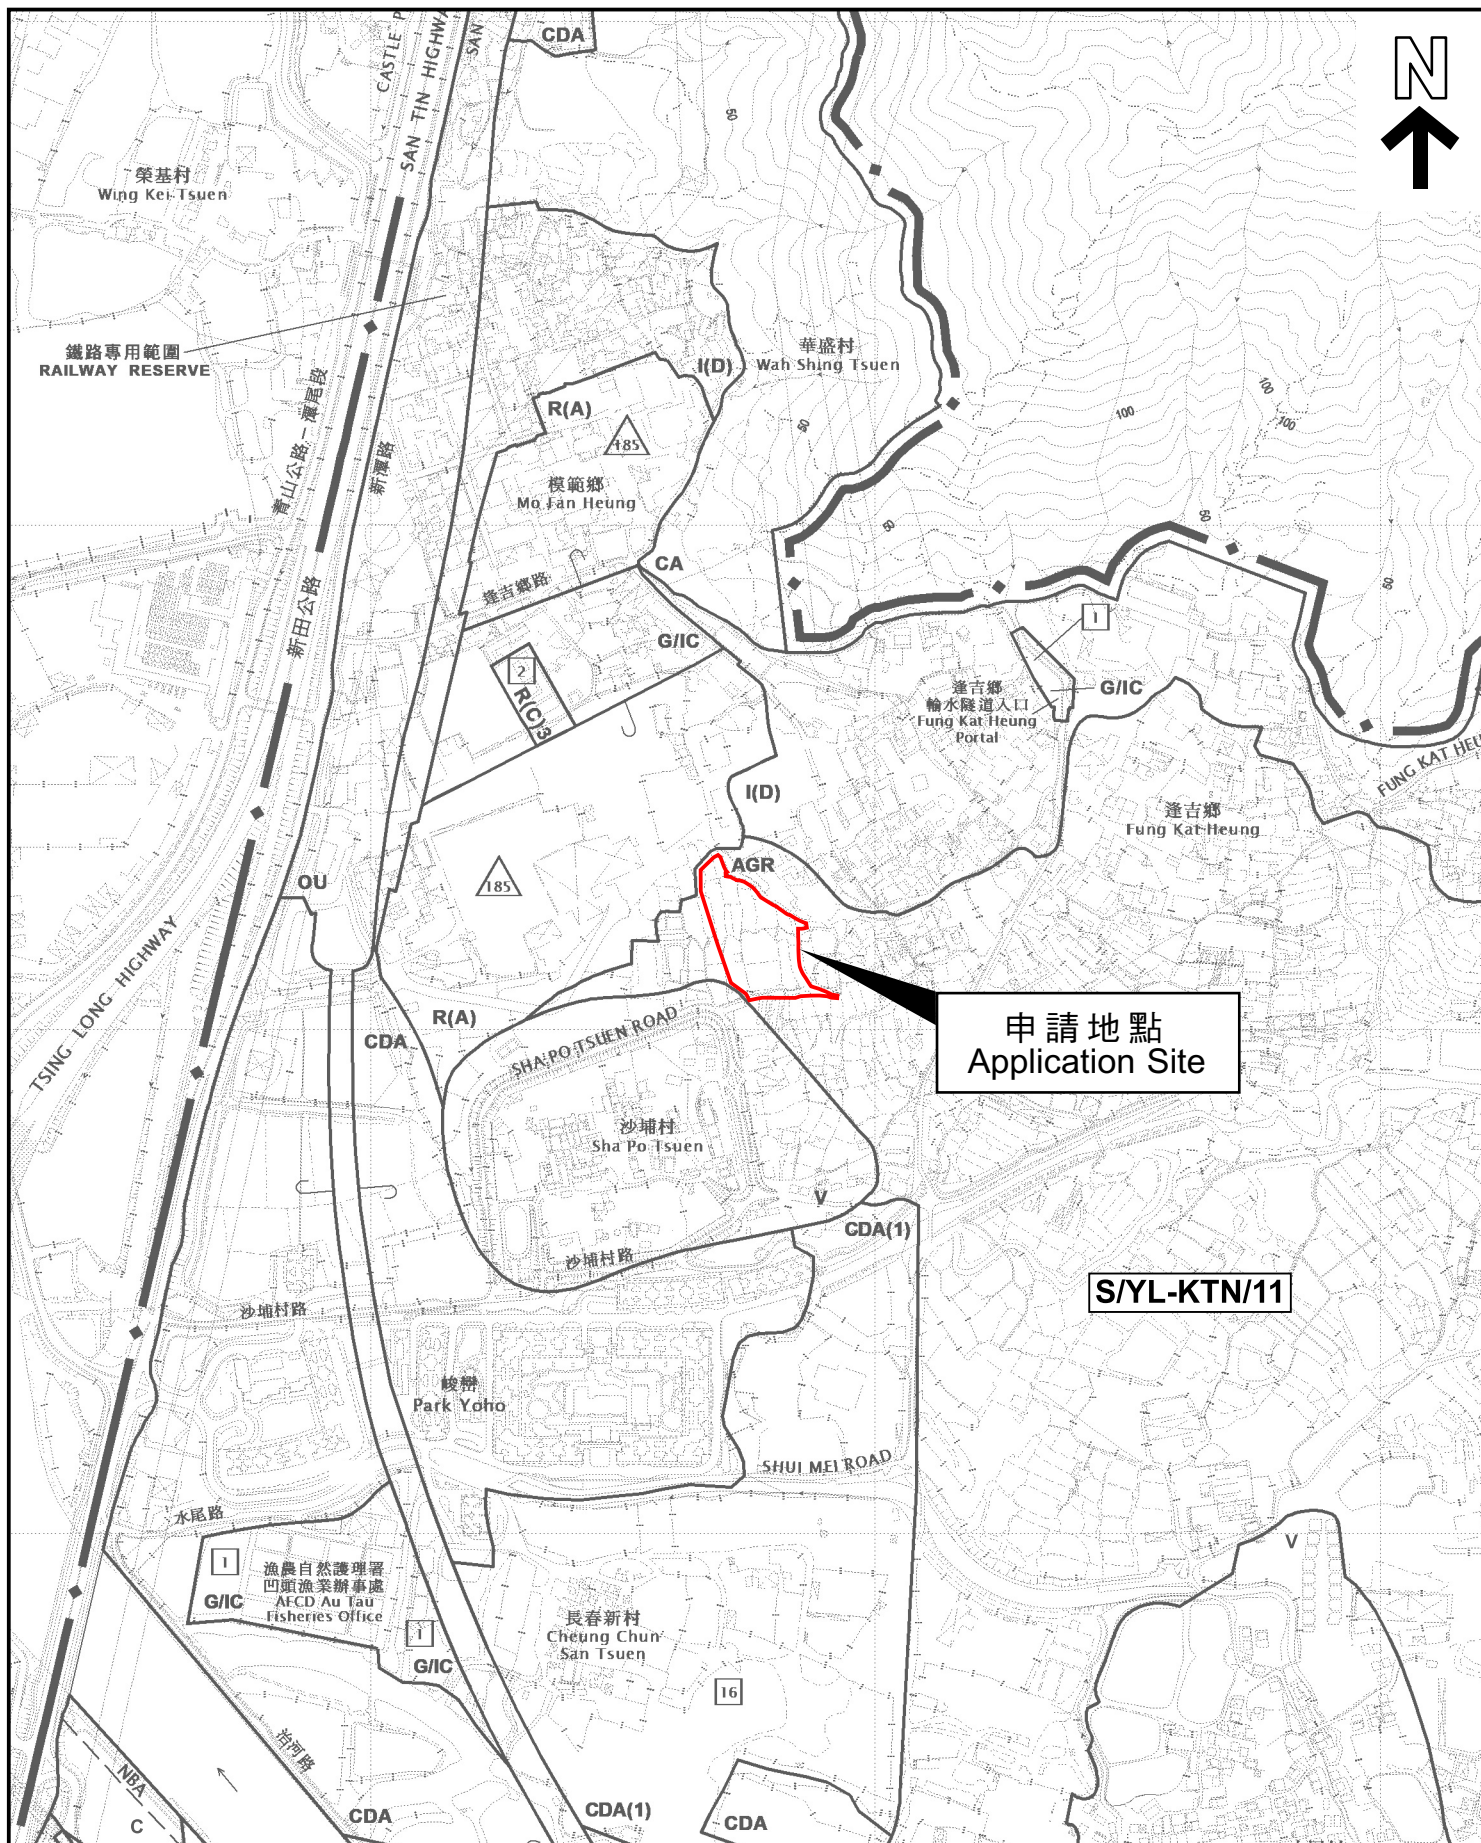 CDA
N
CASTLE P
SAN TIN HIGHWA
SAN
50
榮基村
Wing Kei Tsuen
鐵路專用範圍
RAILWAY RESERVE
華盛村
Wah Shing Tsuen
I(D)
R(A)
185
模範鄉
Mo Fan Heung
50
100
100
100
青山公路－潭尾段
新潭路
50
50
50
CA
逢吉鄉路
新田公路
G/IC
1
2
R(C)3
逢吉鄉
輸水隧道入口
Fung Kat Heung
Portal
G/IC
FUNG KAT HEU
I(D)
逢吉鄉
Fung Kat Heung
AGR
185
OU
TSING LONG HIGHWAY
R(A)
CDA
SHA PO TSUEN ROAD
申請地點
Application Site
沙埔村
Sha Po Tsuen
V
CDA(1)
沙埔村路
S/YL-KTN/11
沙埔村路
峻巒
Park Yoho
SHUI MEI ROAD
水尾路
V
1
漁農自然護理署
凹頭漁業辦事處
AFCD Au Tau
Fisheries Office
G/IC
1
G/IC
長春新村
Cheung Chun
San Tsuen
16
治河路
NBA
C
CDA
CDA(1)
CDA